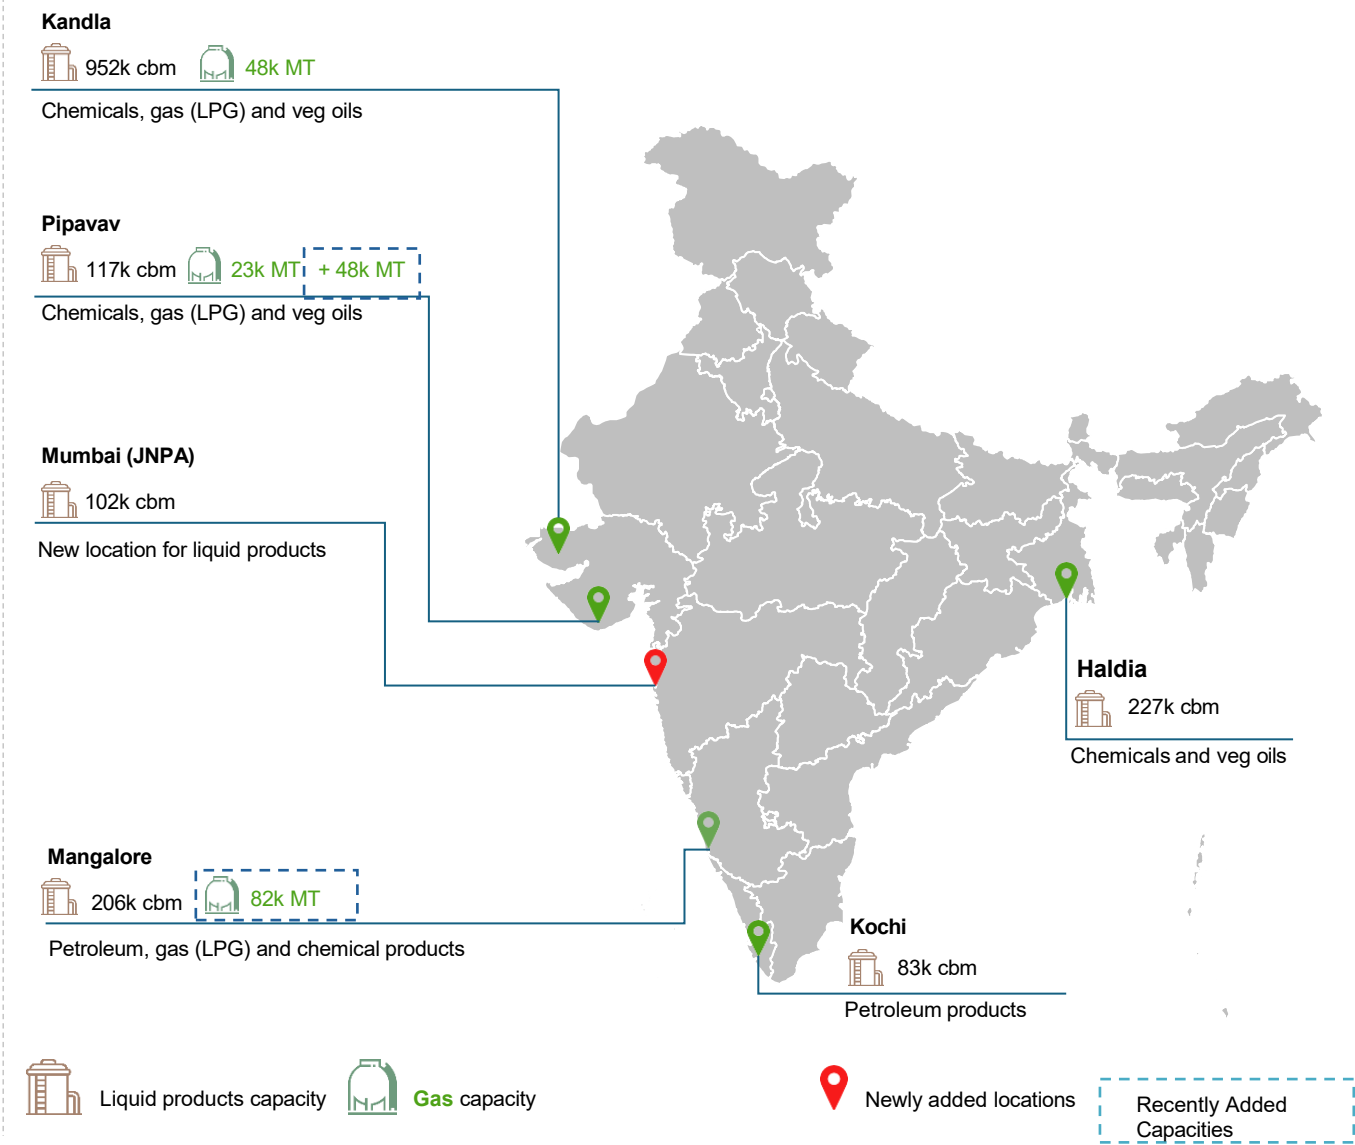 Kandla
952k cbm 48k MT
Chemicals, gas (LPG) and veg oils
Pipavav
117k cbm 23k MT + 48k MT
Chemicals, gas (LPG) and veg oils
Mumbai (JNPA)
102k cbm
New location for liquid products
Haldia
227k cbm
Chemicals and veg oils
Mangalore
206k cbm 82k MT
Petroleum, gas (LPG) and chemical products
Kochi
83k cbm
Petroleum products
Liquid products capacity
Gas capacity
Newly added locations
Recently Added
Capacities